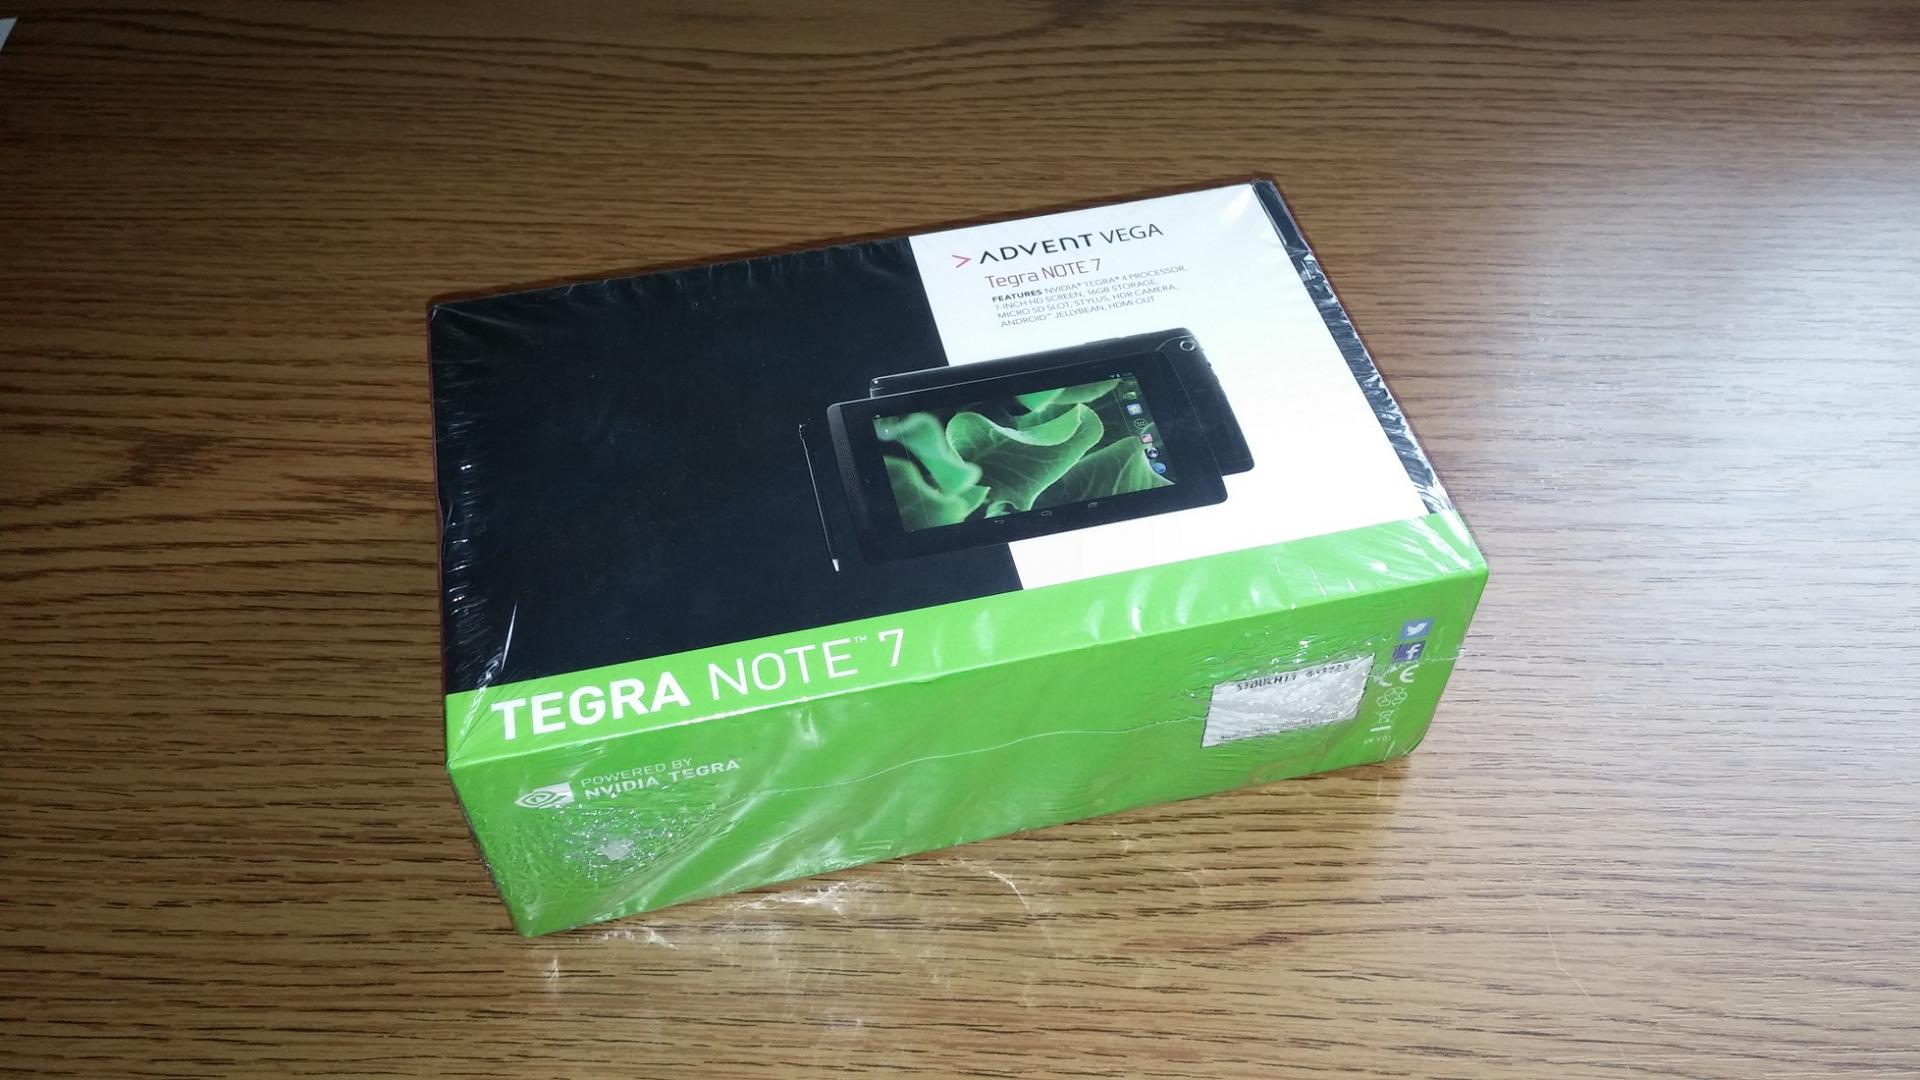 > ADVENT VEGA
Tegra NOTE 7
FEATURES NVIDIA® TEGRA® 4 PROCESSOR,
7-INCH HD SCREEN, 16GB STORAGE,
MICRO SD SLOT, STYLUS, HDR CAMERA,
ANDROID™ JELLYBEAN, HDMI OUT
TEGRA NOTE™ 7
POWERED BY
NVIDIA TEGRA®
CE